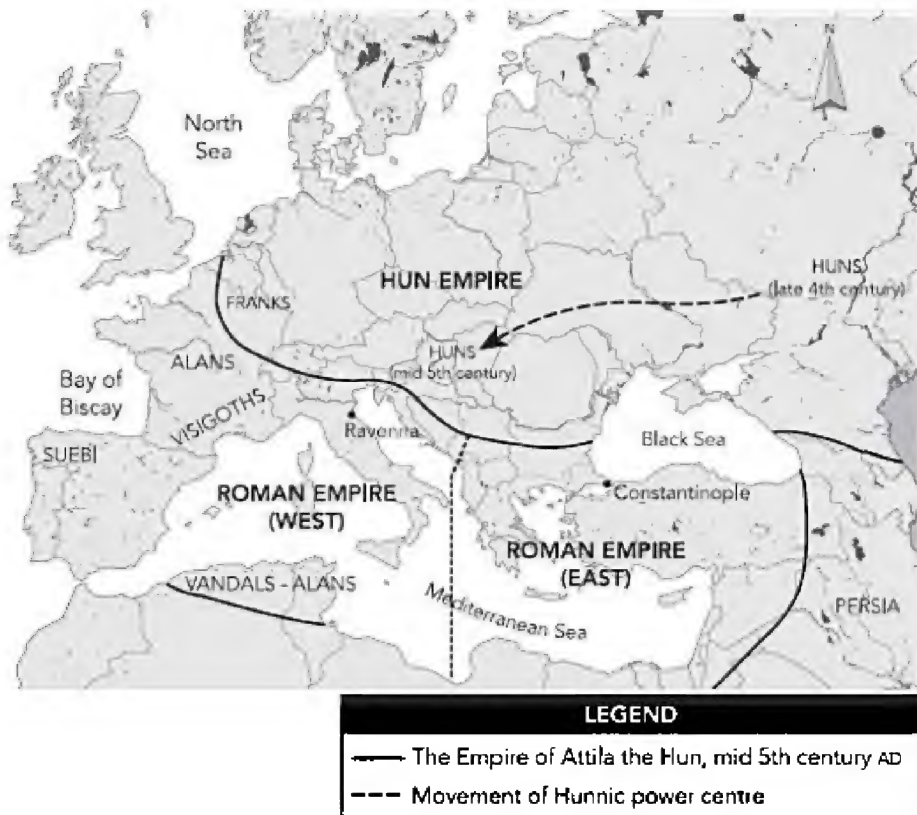 N
North
Sea
HUN EMPIRE
HUNS
(late 4th century)
FRANKS
HUNS
(mid 5th century)
ALANS
Bay of
Biscay
VISIGOTHS
Ravenna
Black Sea
SUEBI
Constantinople
ROMAN EMPIRE
(WEST)
ROMAN EMPIRE
(EAST)
VANDALS - ALANS
Mediterranean Sea
PERSIA
LEGEND
The Empire of Attila the Hun, mid 5th century AD
Movement of Hunnic power centre